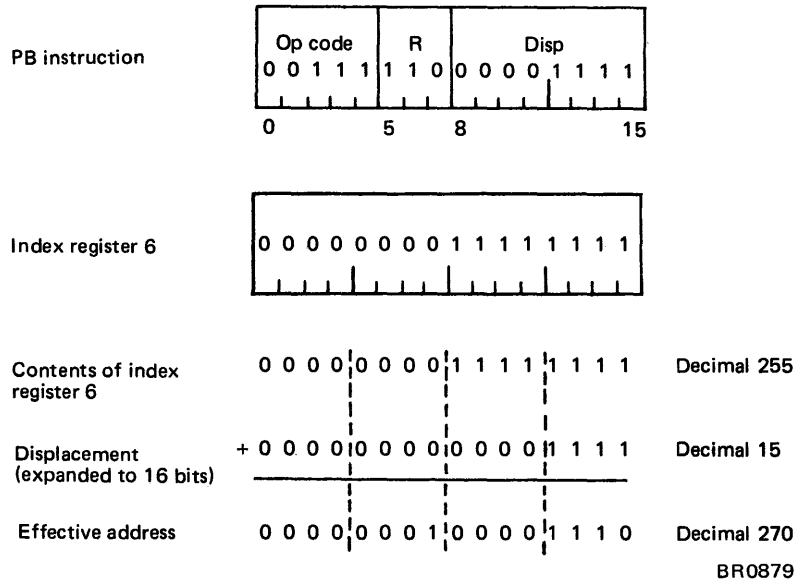 Op code R Disp
PB instruction 0 0 1 1 1 1 1 0 0 0 0 0 1 1 1 1
0 5 8 15
Index register 6 0 0 0 0 0 0 0 0 1 1 1 1 1 1 1 1
Contents of index register 6 0 0 0 0 0 0 0 0 1 1 1 1 1 1 1 1 Decimal 255
Displacement (expanded to 16 bits) + 0 0 0 0 0 0 0 0 0 0 0 0 1 1 1 1 Decimal 15
Effective address 0 0 0 0 0 0 0 1 0 0 0 0 1 1 1 0 Decimal 270
BR0879